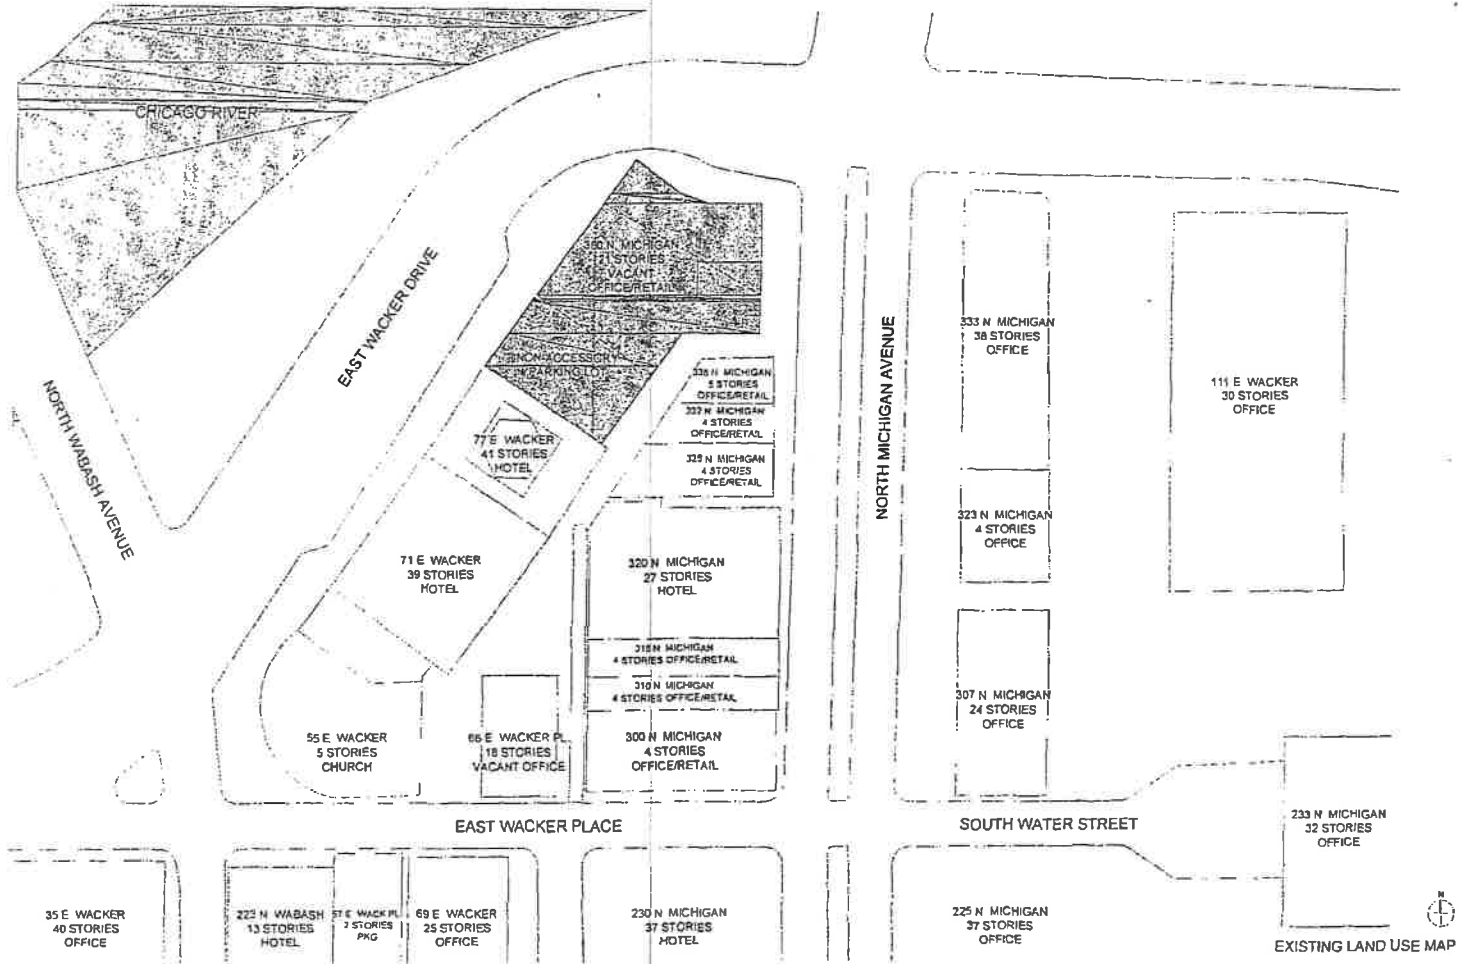 CHICAGO RIVER
EAST WACKER DRIVE
NORTH WABASH AVENUE
NORTH MICHIGAN AVENUE
N MICHIGAN
21 STORIES
VACANT
OFFICE/RETAIL
NON-ACCESSORY
PARKING LOT
N MICHIGAN
5 STORIES
OFFICE/RETAIL
N MICHIGAN
4 STORIES
OFFICE/RETAIL
N MICHIGAN
4 STORIES
OFFICE/RETAIL
77 E WACKER
41 STORIES
HOTEL
71 E WACKER
39 STORIES
HOTEL
320 N MICHIGAN
27 STORIES
HOTEL
N MICHIGAN
4 STORIES OFFICE/RETAIL
310 N MICHIGAN
4 STORIES OFFICE/RETAIL
300 N MICHIGAN
4 STORIES
OFFICE/RETAIL
55 E WACKER
5 STORIES
CHURCH
E WACKER PL
18 STORIES
VACANT OFFICE
333 N MICHIGAN
38 STORIES
OFFICE
323 N MICHIGAN
4 STORIES
OFFICE
307 N MICHIGAN
24 STORIES
OFFICE
111 E WACKER
30 STORIES
OFFICE
EAST WACKER PLACE
SOUTH WATER STREET
233 N MICHIGAN
32 STORIES
OFFICE
35 E WACKER
40 STORIES
OFFICE
223 N WABASH
13 STORIES
HOTEL
57 E WACK PL
7 STORIES
PKG
69 E WACKER
25 STORIES
OFFICE
230 N MICHIGAN
37 STORIES
HOTEL
225 N MICHIGAN
37 STORIES
OFFICE
N
EXISTING LAND USE MAP